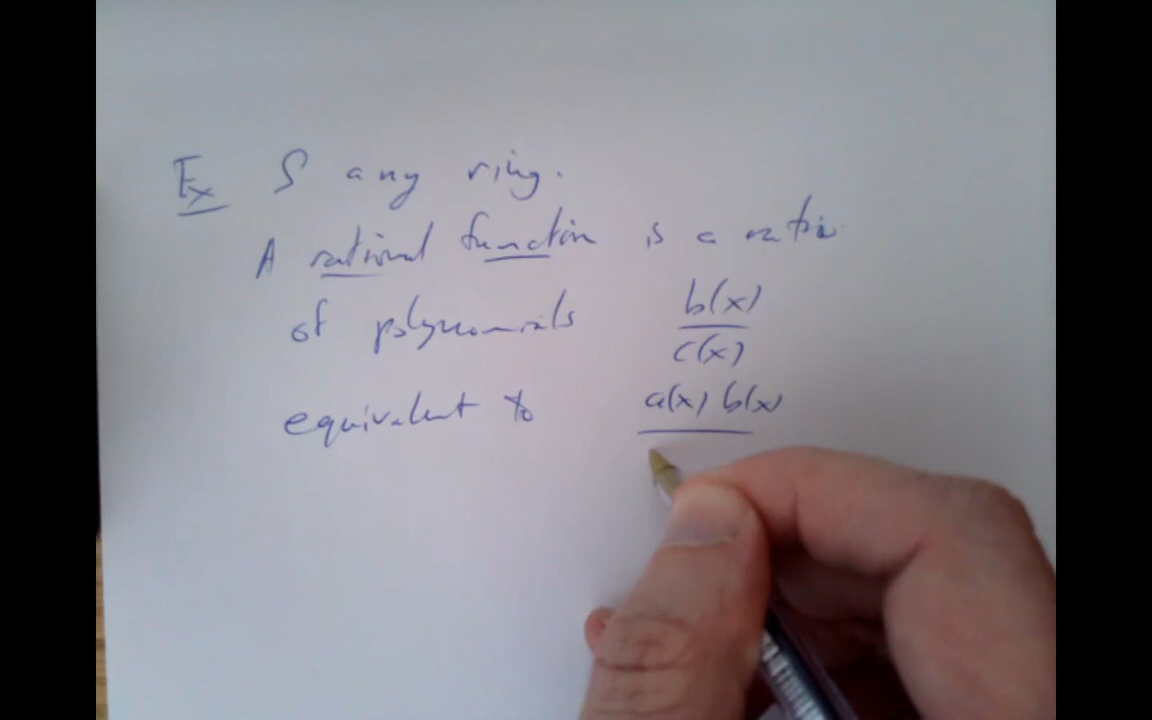 Ex S any ring.
A rational function is a ratio
of polynomials b(x)/c(x)
equivalent to a(x) b(x)